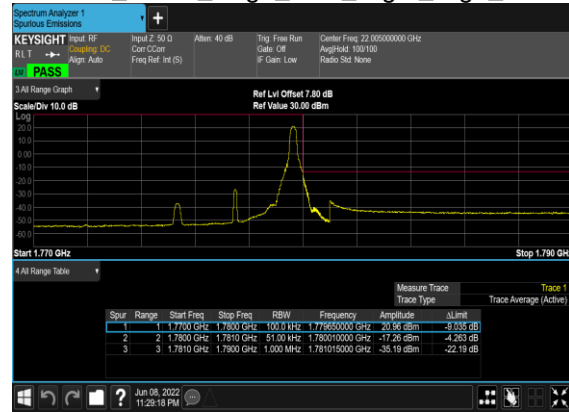 Spectrum Analyzer 1
Spurious Emissions
+
KEYSIGHT Input: RF Input Z: 50 Ω Atten: 40 dB Trig: Free Run Center Freq: 22.005000000 GHz
RLT Coupling: DC Corr CCorr Gate: Off Avg|Hold: 100/100
Align: Auto Freq Ref: Int (S) IF Gain: Low Radio Std: None
PASS
3 All Range Graph
Ref Lvl Offset 7.80 dB
Scale/Div 10.0 dB Ref Value 30.00 dBm
Log
20.0
10.0
0.00
-10.0
-20.0
-30.0
-40.0
-50.0
-60.0
Start 1.770 GHz Stop 1.790 GH
4 All Range Table
Measure Trace Trace 1
Trace Type Trace Average (Active)
Spur Range Start Freq Stop Freq RBW Frequency Amplitude ΔLimit
1 1 1.7700 GHz 1.7800 GHz 100.0 kHz 1.779650000 GHz 20.96 dBm -9.035 dB
2 2 1.7800 GHz 1.7810 GHz 51.00 kHz 1.780010000 GHz -17.26 dBm -4.263 dB
3 3 1.7810 GHz 1.7900 GHz 1.000 MHz 1.781015000 GHz -35.19 dBm -22.19 dB
? Jun 08, 2022
11:29:18 PM